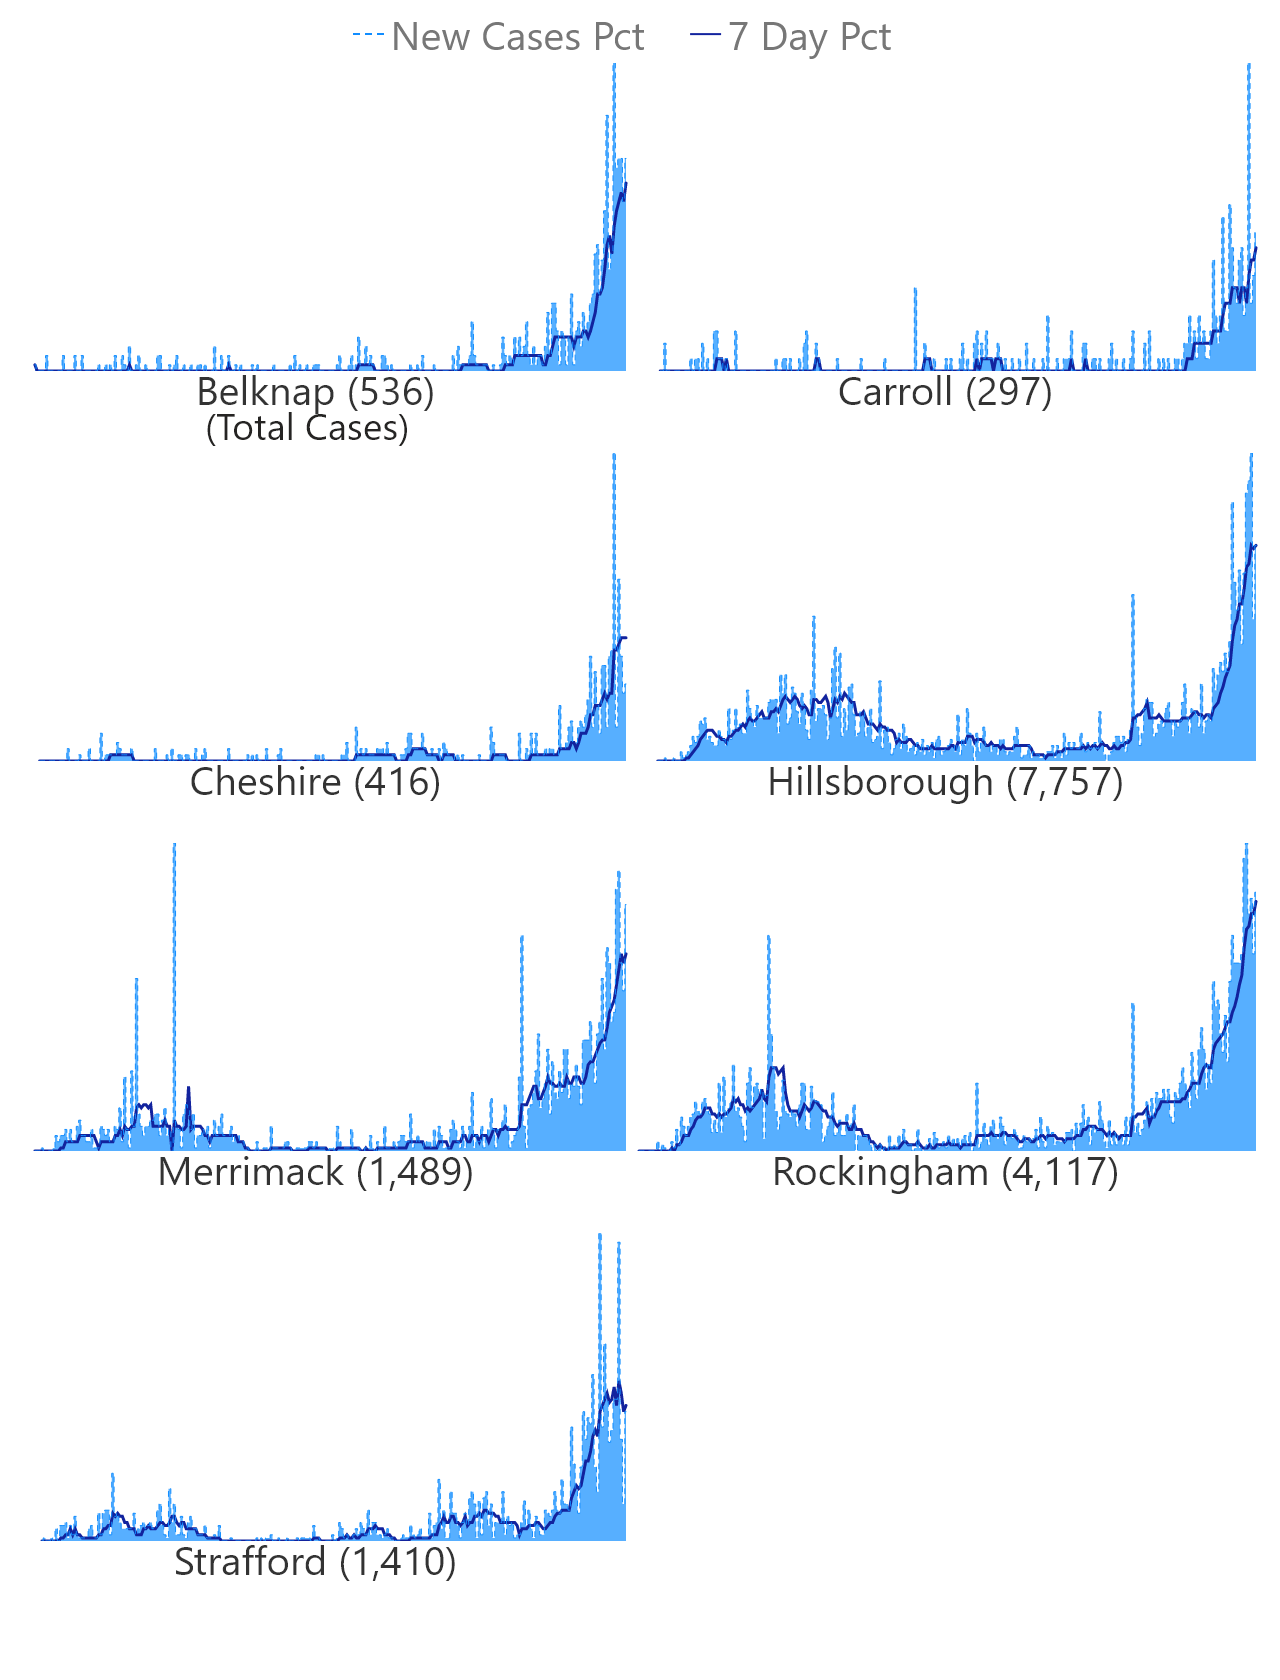 New Cases Pct 7 Day Pct
Belknap (536) Carroll (297)
(Total Cases)
Cheshire (416) Hillsborough (7,757)
Merrimack (1,489) Rockingham (4,117)
Strafford (1,410)